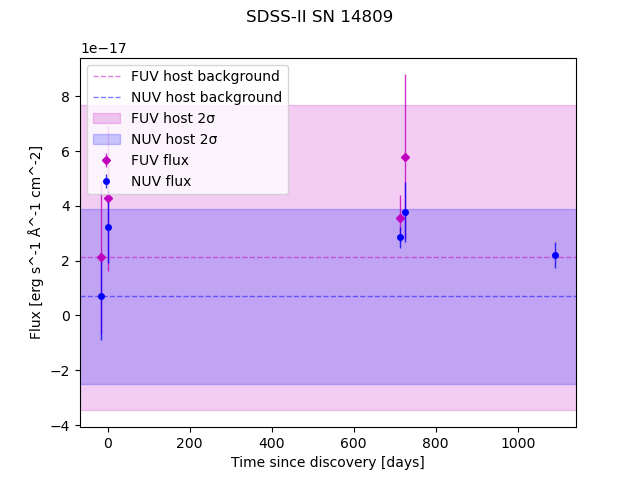 SDSS-II SN 14809
1e−17
FUV host background
NUV host background
FUV host 2σ
NUV host 2σ
FUV flux
NUV flux
8
6
4
2
0
−2
−4
Flux [erg s^-1 Å^-1 cm^-2]
0 200 400 600 800 1000
Time since discovery [days]